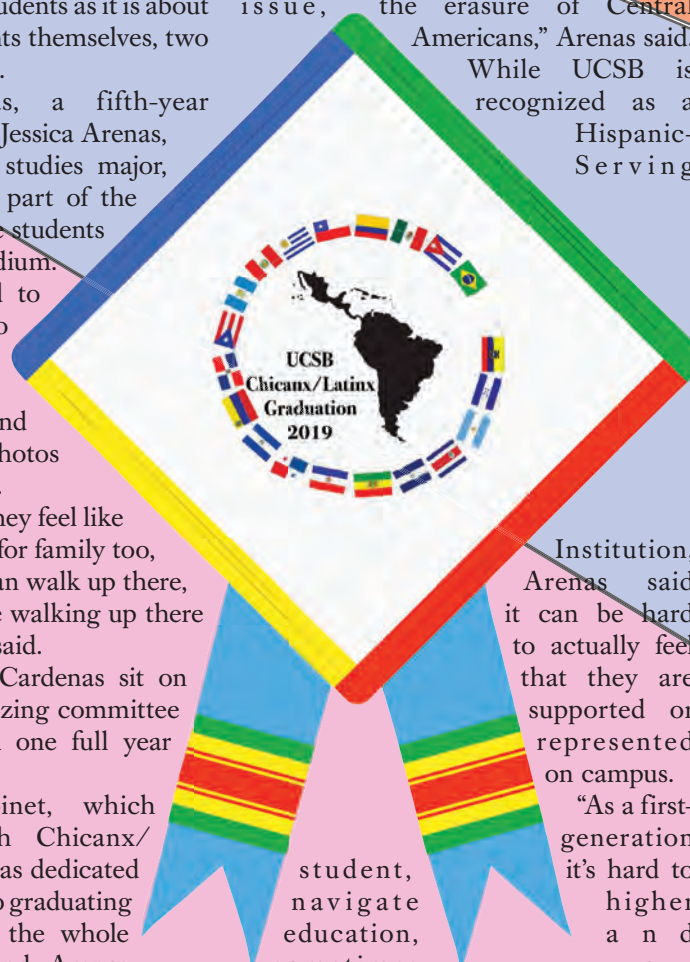 tudents as it is about
nts themselves, two
.
s, a fifth-year
Jessica Arenas,
studies major,
part of the
e students
dium.
l to
o
nd
hotos
.
hey feel like
for family too,
an walk up there,
e walking up there
said.
Cardenas sit on
zing committee
one full year
binet, which
h Chicanx/
as dedicated
o graduating
the whole
UCSB
Chicanx/Latinx
Graduation
2019
student,
navigate
education,
issue,
the erasure of Central
Americans,” Arenas said.
While UCSB is
recognized as a
Hispanic-
Serving
Institution,
Arenas said
it can be hard
to actually feel
that they are
supported or
represented
on campus.
“As a first-
generation
it’s hard to
higher
and